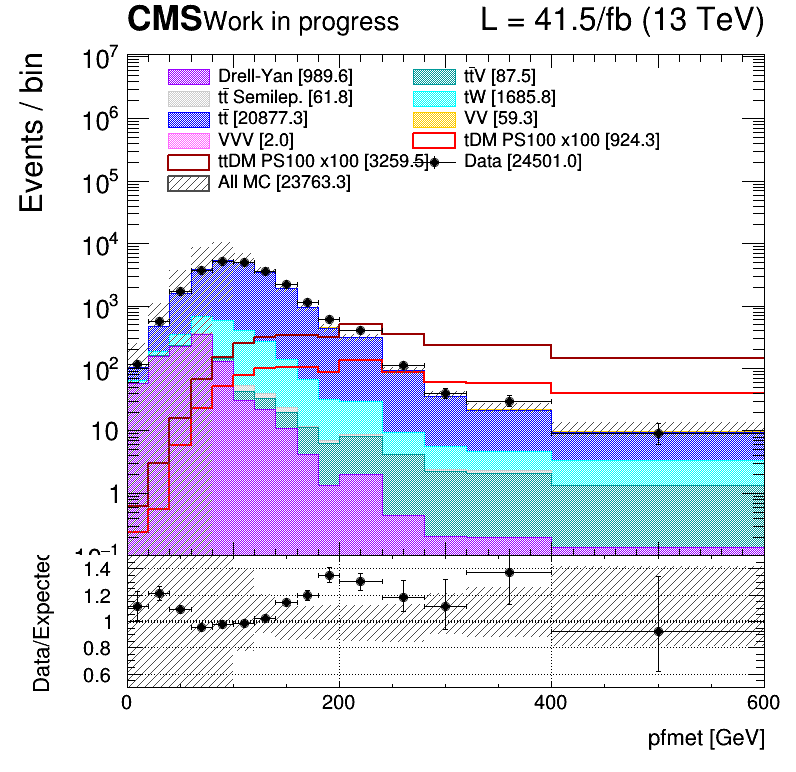 CMS Work in progress L = 41.5/fb (13 TeV)
Events / bin
10⁷
10⁶
10⁵
10⁴
10³
10²
10
1
10⁻¹
Drell-Yan [989.6] tt̄V [87.5]
tt̄ Semilep. [61.8] tW [1685.8]
tt̄ [20877.3] VV [59.3]
VVV [2.0] tDM PS100 x100 [924.3]
ttDM PS100 x100 [3259.5] Data [24501.0]
All MC [23763.3]
Data/Expected
1.4
1.2
1
0.8
0.6
0 200 400 600
pfmet [GeV]